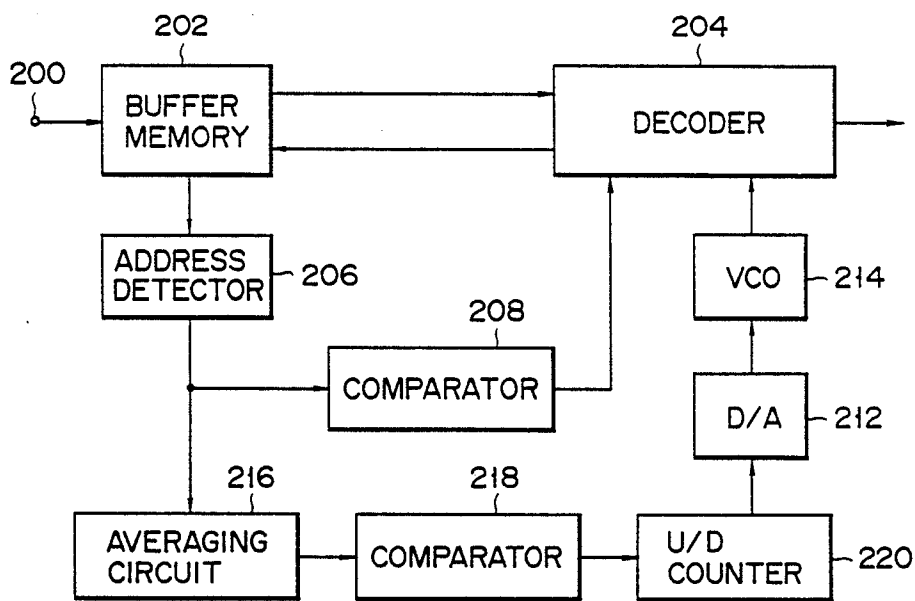 202
204
200
BUFFER
MEMORY
DECODER
ADDRESS
DETECTOR
206
VCO
214
208
COMPARATOR
D/A
212
216
218
AVERAGING
CIRCUIT
COMPARATOR
U/D
COUNTER
220